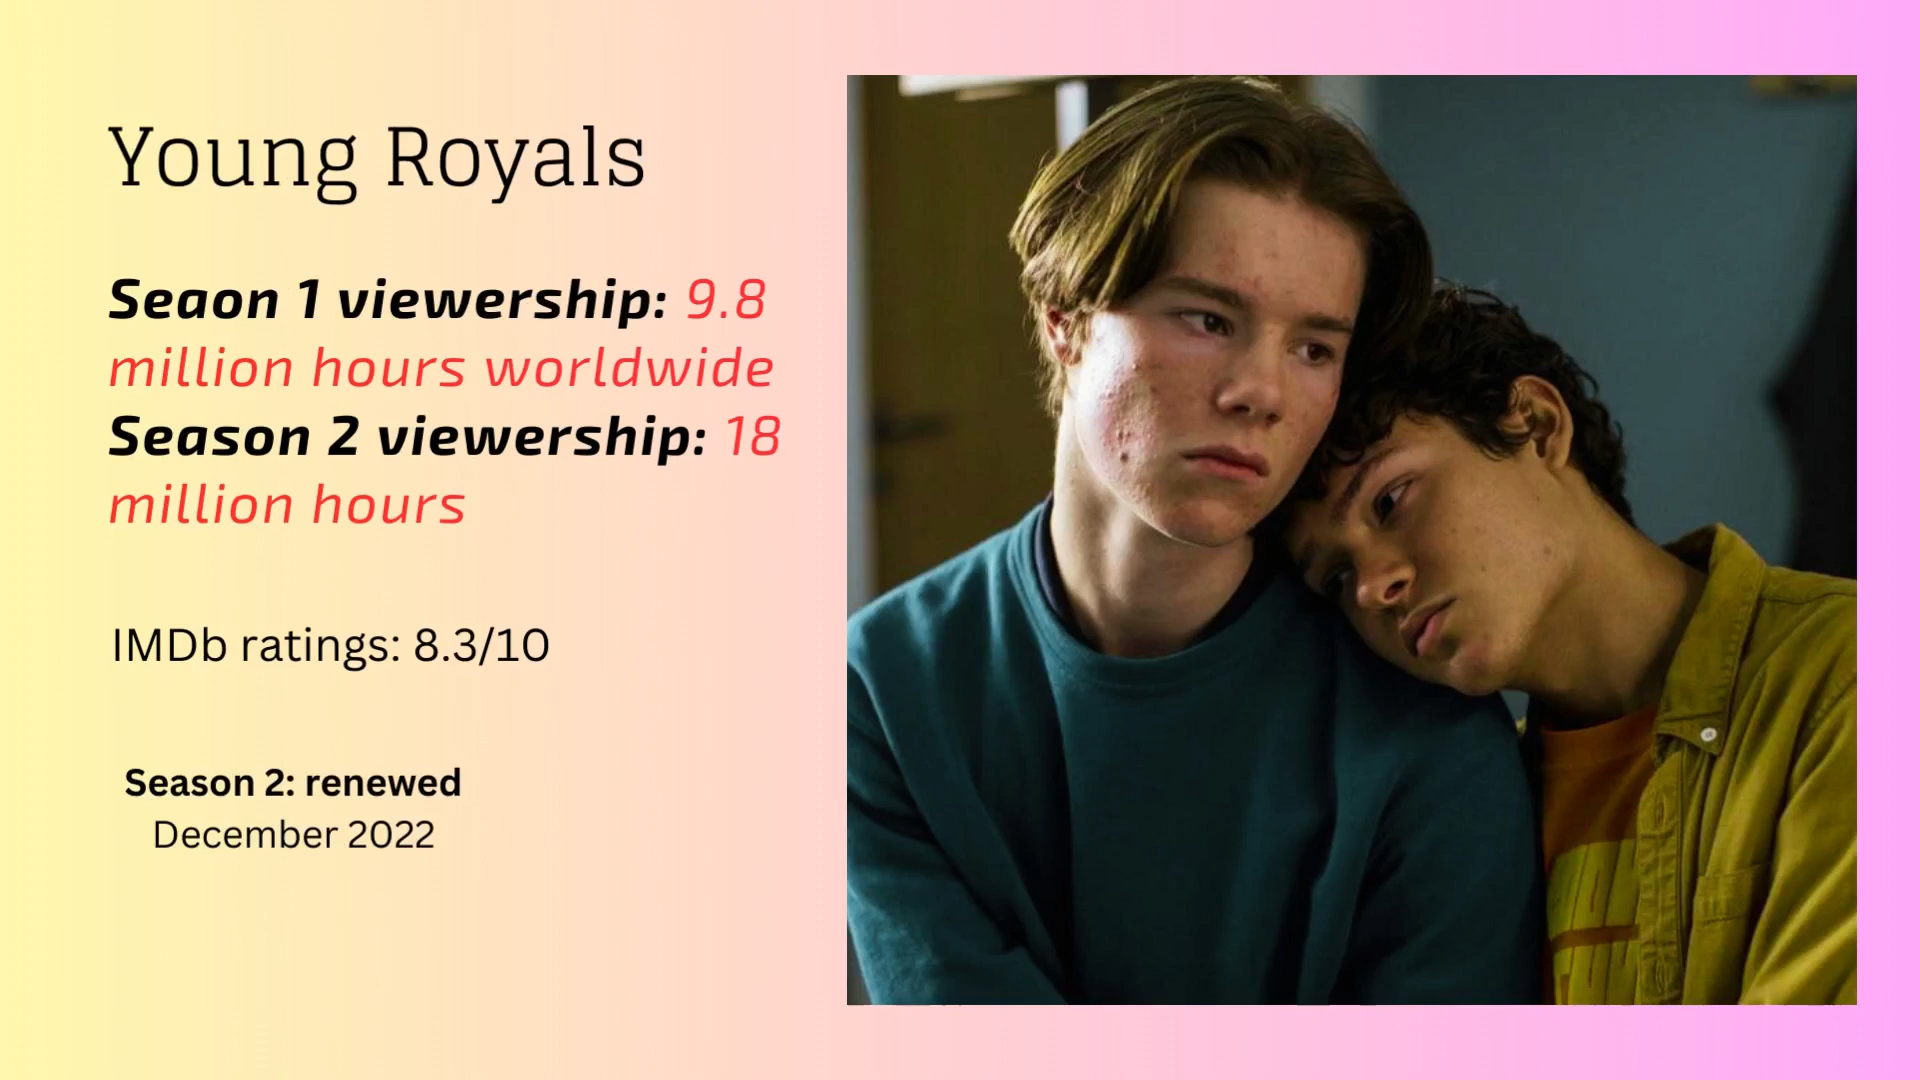 Young Royals
Seaon 1 viewership: 9.8
million hours worldwide
Season 2 viewership: 18
million hours
IMDb ratings: 8.3/10
Season 2: renewed
December 2022